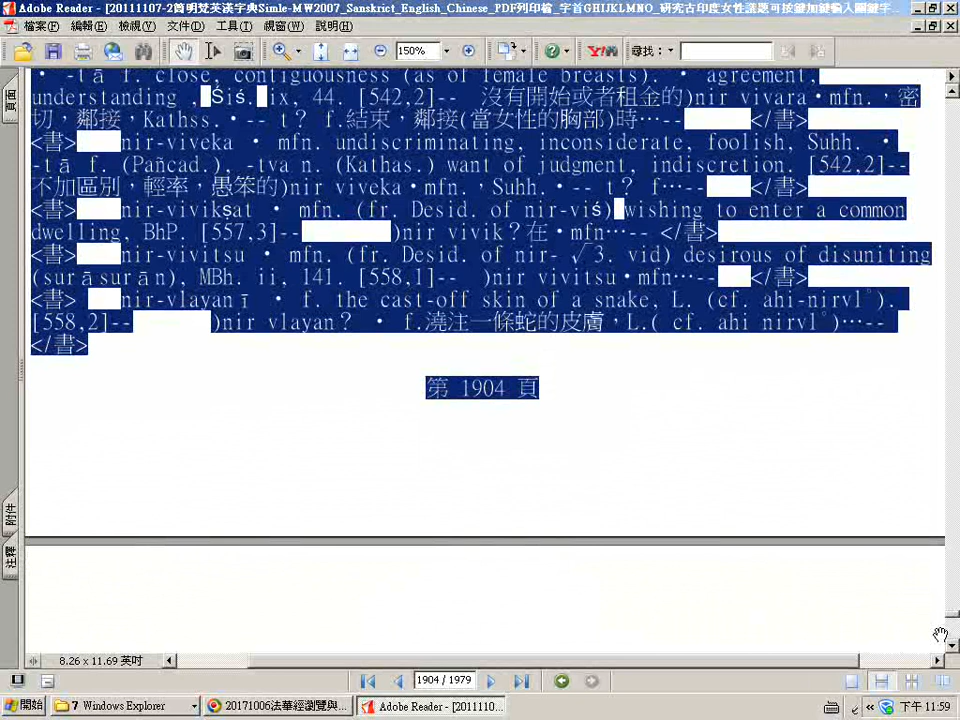 Adobe Reader - [20111107-2簡明梵英漢字典Simle-MW2007_Sanskrict_English_Chinese_PDF列印檔_字首GHIJKLMNO_研究古印度女性話題可按鍵加鍵輸入關鍵字...
檔案(F) 編輯(E) 檢視(V) 文件(D) 工具(T) 視窗(W) 說明(H)
150% 尋找：
頁面
• -tā f. close, contiguousness (as of female breasts). • agreement,
understanding , Śiś. ix, 44. [542,2]-- 沒有開始或者租金的)nir vivara•mfn.，密
切，鄰接，Kathss.•-- t? f.結束，鄰接(當女性的胸部)時…-- </書>
<書> nir-viveka • mfn. undiscriminating, inconsiderate, foolish, Suhh. •
-tā f. (Pañcad.), -tva n. (Kathas.) want of judgment, indiscretion. [542,2]--
不加區別，輕率，愚笨的)nir viveka•mfn.，Suhh.•-- t? f…-- </書>
<書> nir-vivikṣat • mfn. (fr. Desid. of nir-viś) wishing to enter a common
dwelling, BhP. [557,3]-- )nir vivik？在•mfn…-- </書>
<書> nir-vivitsu • mfn. (fr. Desid. of nir- √3. vid) desirous of disuniting
(surāsurān), MBh. ii, 141. [558,1]-- )nir vivitsu•mfn…-- </書>
<書> nir-vlayanī • f. the cast-off skin of a snake, L. (cf. ahi-nirvl°).
[558,2]-- )nir vlayan？ • f.澆注一條蛇的皮膚，L.( cf. ahi nirvl°)…--
</書>
第 1904 頁
附件
注釋
8.26 x 11.69 英吋
1904 / 1979
開始 7 Windows Explorer 20171006法華經瀏覽與... Adobe Reader - [2011110... 下午 11:59